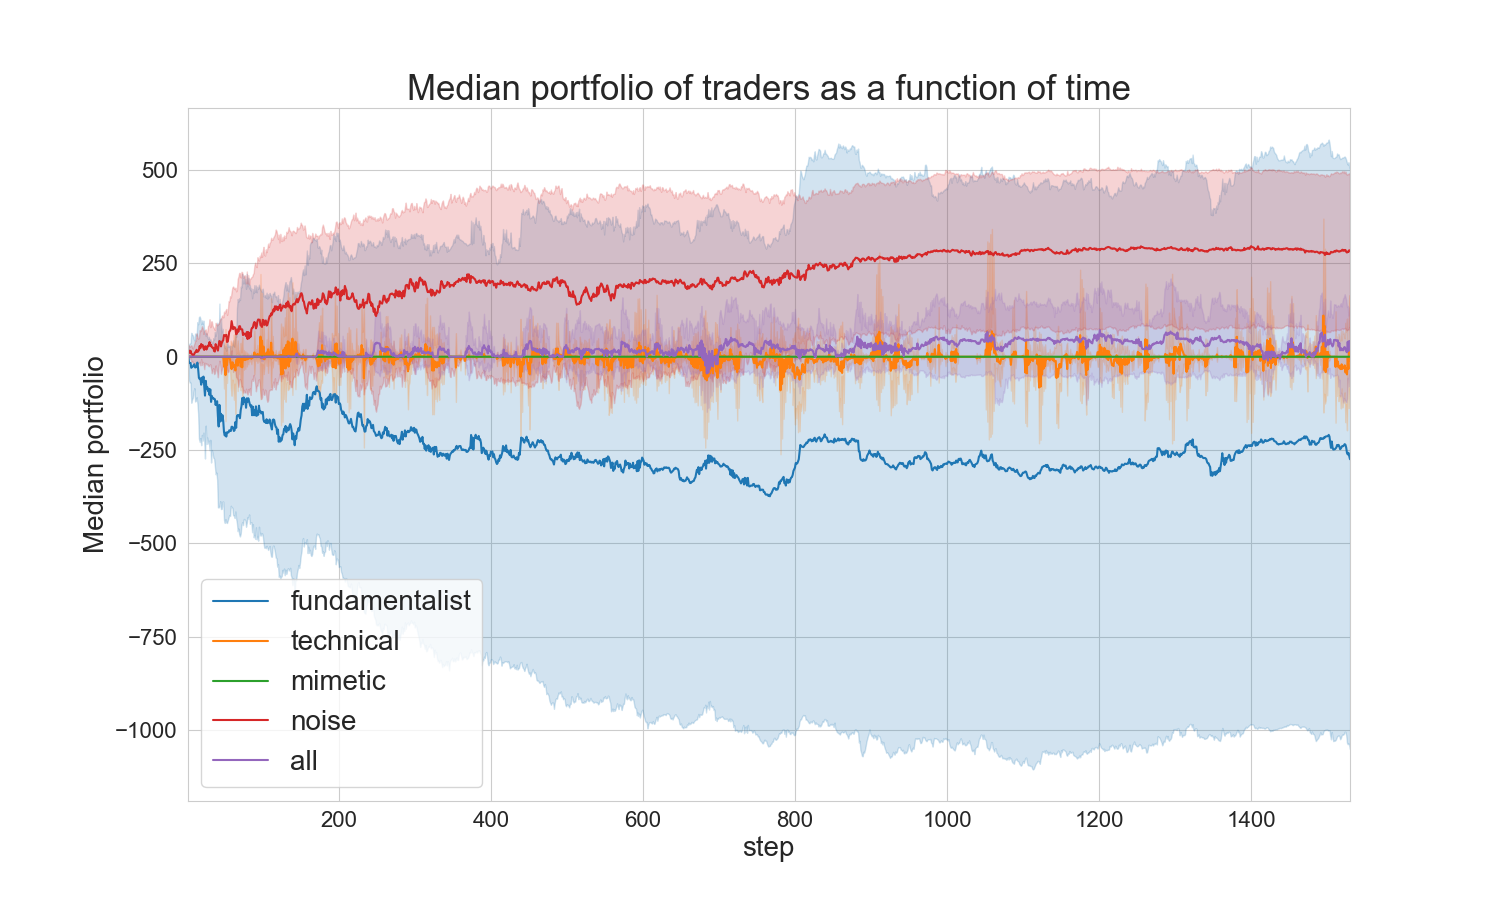 Median portfolio of traders as a function of time
Median portfolio
500
250
0
−250
−500
−750
−1000
fundamentalist
technical
mimetic
noise
all
200 400 600 800 1000 1200 1400
step